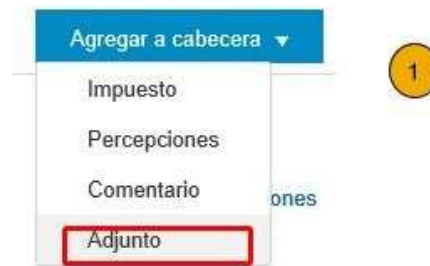 Agregar a cabecera
1
Impuesto
Percepciones
Comentario
ones
Adjunto